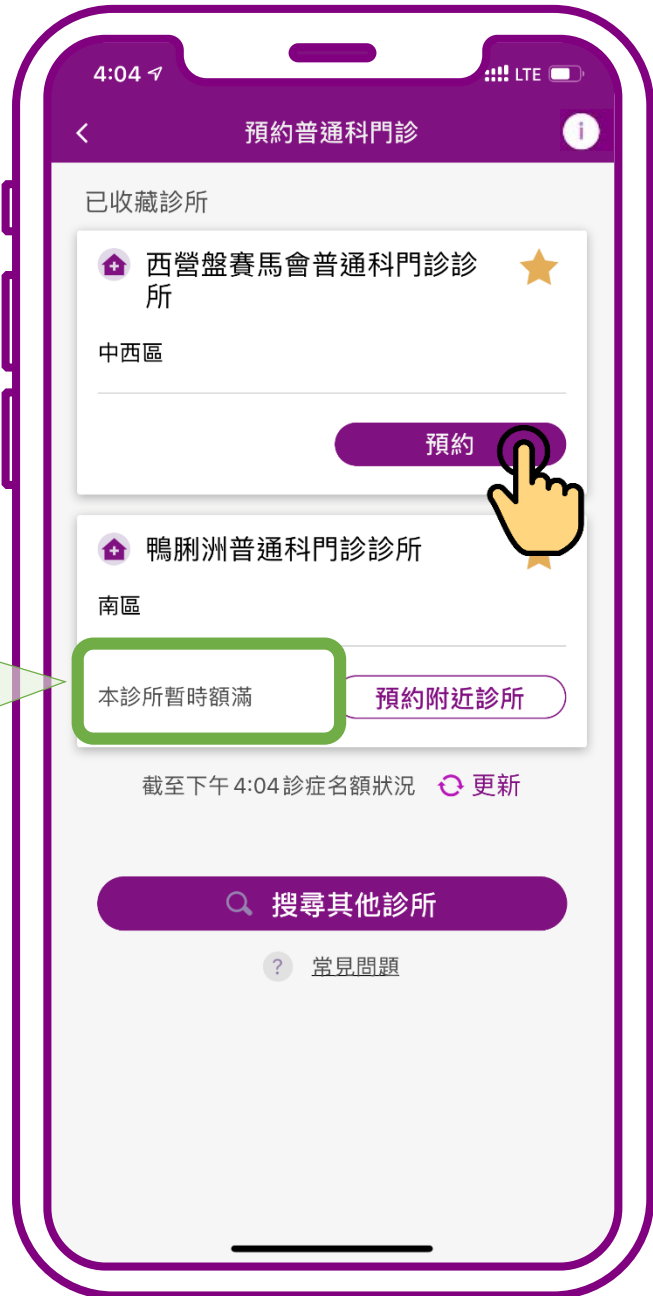 4:04
LTE
預約普通科門診
i
已收藏診所
西營盤賽馬會普通科門診診
所
中西區
預約
鴨脷洲普通科門診診所
南區
本診所暫時額滿
預約附近診所
截至下午4:04診症名額狀況 更新
搜尋其他診所
? 常見問題